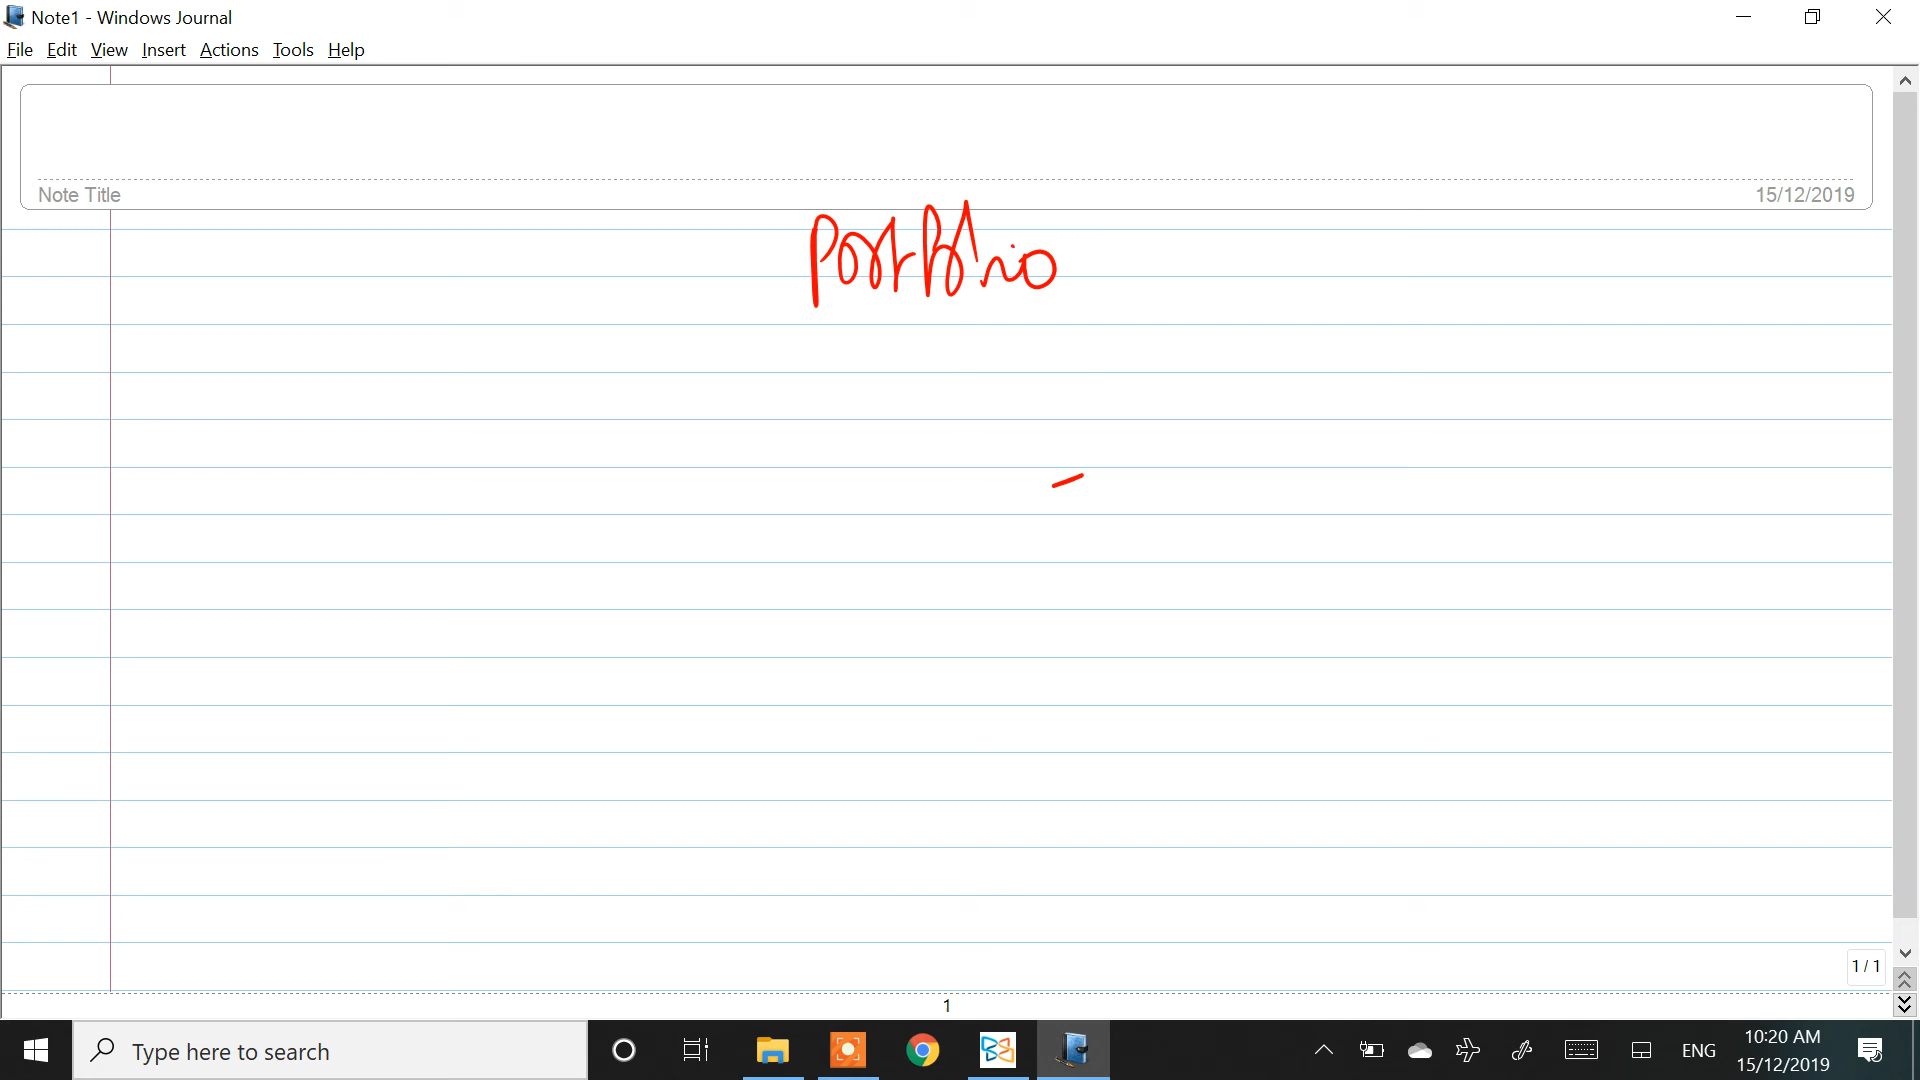 Note1 - Windows Journal
File Edit View Insert Actions Tools Help
Note Title 15/12/2019
Portfolio
1 / 1
1
Type here to search
ENG
10:20 AM
15/12/2019